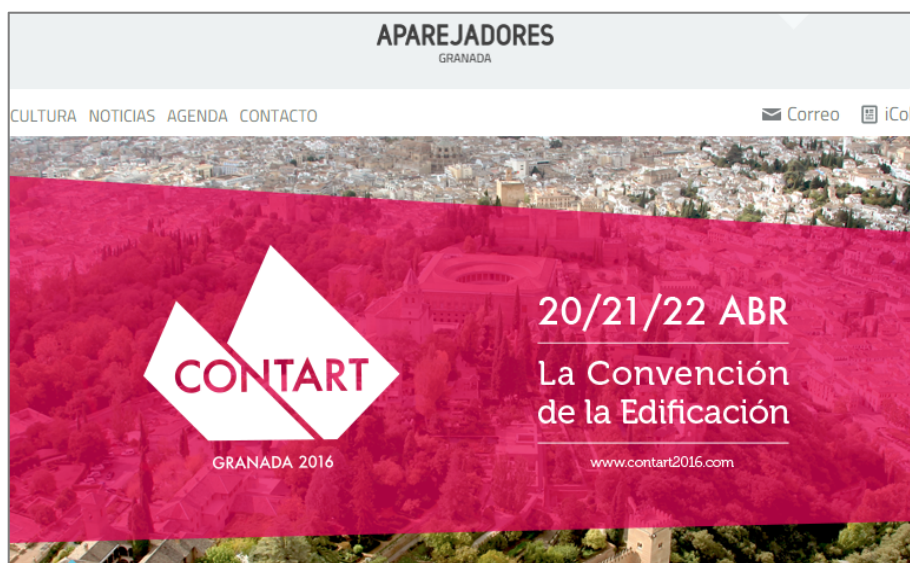 APAREJADORES
GRANADA
CULTURA NOTICIAS AGENDA CONTACTO Correo
20/21/22 ABR
CONTART
La Convención
de la Edificación
GRANADA 2016
www.contart2016.com